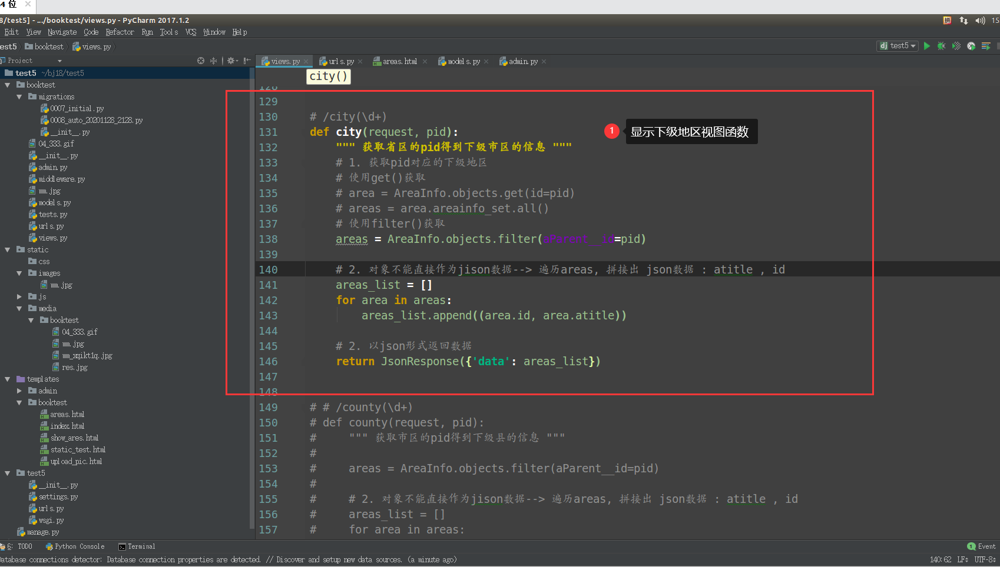 4 位
8/test5] - .../booktest/views.py - PyCharm 2017.1.2
Edit View Navigate Code Refactor Run Tools VCS Window Help
est5 booktest views.py
test5
Project
views.py urls.py areas.html models.py admin.py
test5 ~/bj18/test5
booktest
migrations
0007_initial.py
0008_auto_20201128_2128.py
__init__.py
04_333.gif
__init__.py
admin.py
middleware.py
mm.jpg
models.py
tests.py
urls.py
views.py
static
css
images
mm.jpg
js
media
booktest
04_333.gif
mm.jpg
mm_xqikt1q.jpg
res.jpg
templates
admin
booktest
areas.html
index.html
show_ares.html
static_test.html
upload_pic.html
test5
__init__.py
settings.py
urls.py
wsgi.py
manage.py
city()
128
129
130 # /city(\d+)
131 def city(request, pid):
1 显示下级地区视图函数
132 """ 获取省区的pid得到下级市区的信息 """
133 # 1. 获取pid对应的下级地区
134 # 使用get()获取
135 # area = AreaInfo.objects.get(id=pid)
136 # areas = area.areainfo_set.all()
137 # 使用filter()获取
138 areas = AreaInfo.objects.filter(aParent__id=pid)
139
140 # 2. 对象不能直接作为jison数据--> 遍历areas, 拼接出 json数据 : atitle , id
141 areas_list = []
142 for area in areas:
143 areas_list.append((area.id, area.atitle))
144
145 # 2. 以json形式返回数据
146 return JsonResponse({'data': areas_list})
147
148
149 # # /county(\d+)
150 # def county(request, pid):
151 # """ 获取市区的pid得到下级县的信息 """
152 #
153 # areas = AreaInfo.objects.filter(aParent__id=pid)
154 #
155 # # 2. 对象不能直接作为jison数据--> 遍历areas, 拼接出 json数据 : atitle , id
156 # areas_list = []
157 # for area in areas:
6: TODO Python Console Terminal
1 Event
Database connections detector: Database connection properties are detected. // Discover and setup new data sources. (a minute ago)
140:62 LF UTF-8